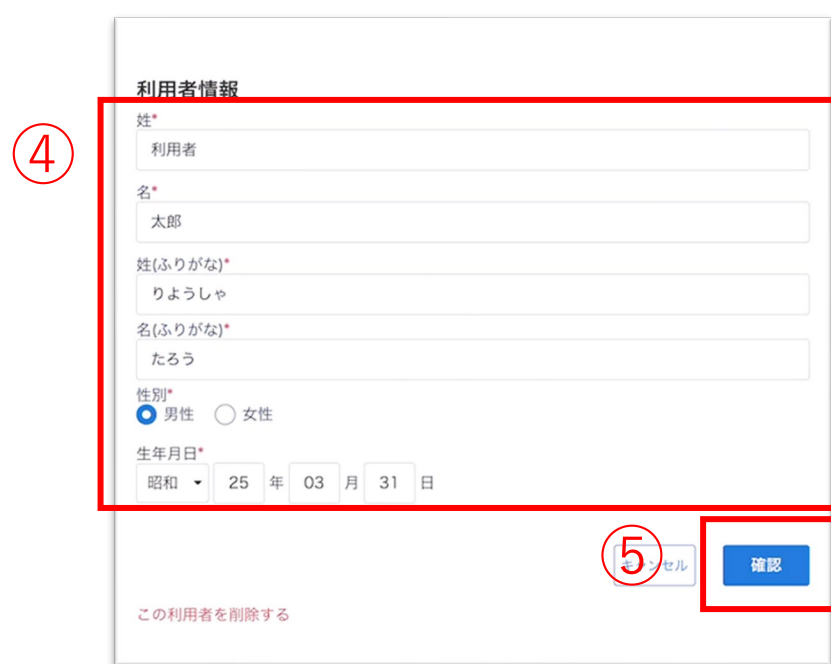 利用者情報
④
姓*
利用者
名*
太郎
姓(ふりがな)*
りようしゃ
名(ふりがな)*
たろう
性別*
男性 女性
生年月日*
昭和 25 年 03 月 31 日
⑤
キャンセル 確認
この利用者を削除する